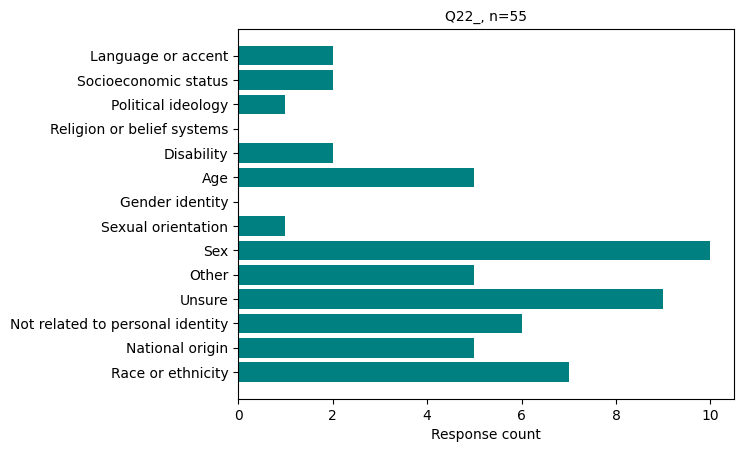 Q22_, n=55
Language or accent
Socioeconomic status
Political ideology
Religion or belief systems
Disability
Age
Gender identity
Sexual orientation
Sex
Other
Unsure
Not related to personal identity
National origin
Race or ethnicity
0 2 4 6 8 10
Response count